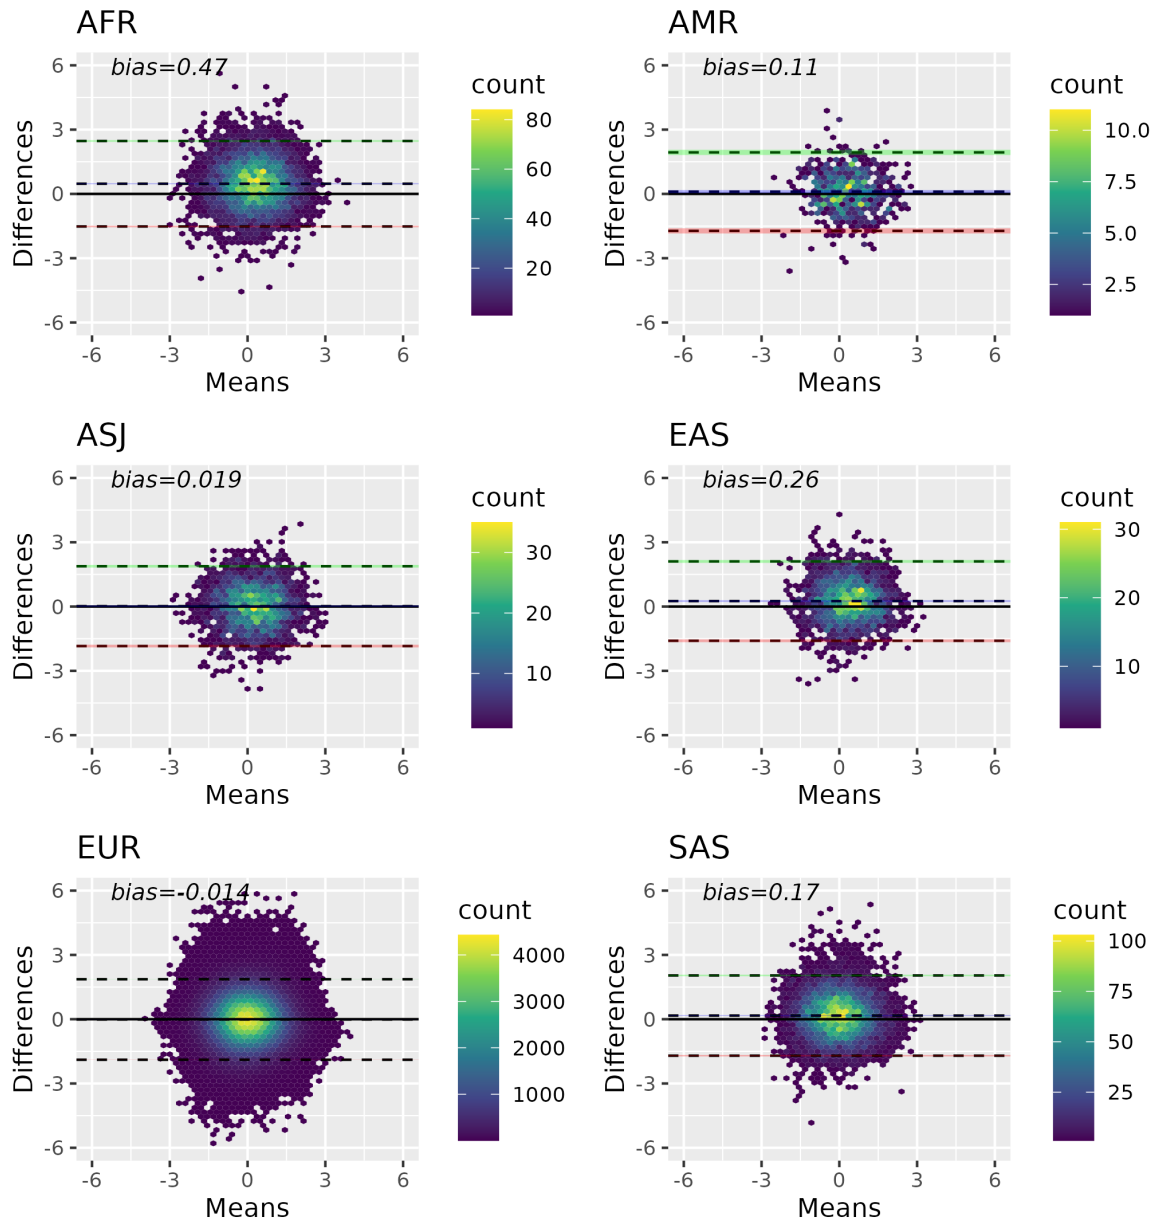 AFR
bias=0.47
6
3
0
-3
-6
Differences
-6 -3 0 3 6
Means
count
80
60
40
20
AMR
bias=0.11
6
3
0
-3
-6
Differences
-6 -3 0 3 6
Means
count
10.0
7.5
5.0
2.5
ASJ
bias=0.019
6
3
0
-3
-6
Differences
-6 -3 0 3 6
Means
count
30
20
10
EAS
bias=0.26
6
3
0
-3
-6
Differences
-6 -3 0 3 6
Means
count
30
20
10
EUR
bias=-0.014
6
3
0
-3
-6
Differences
-6 -3 0 3 6
Means
count
4000
3000
2000
1000
SAS
bias=0.17
6
3
0
-3
-6
Differences
-6 -3 0 3 6
Means
count
100
75
50
25